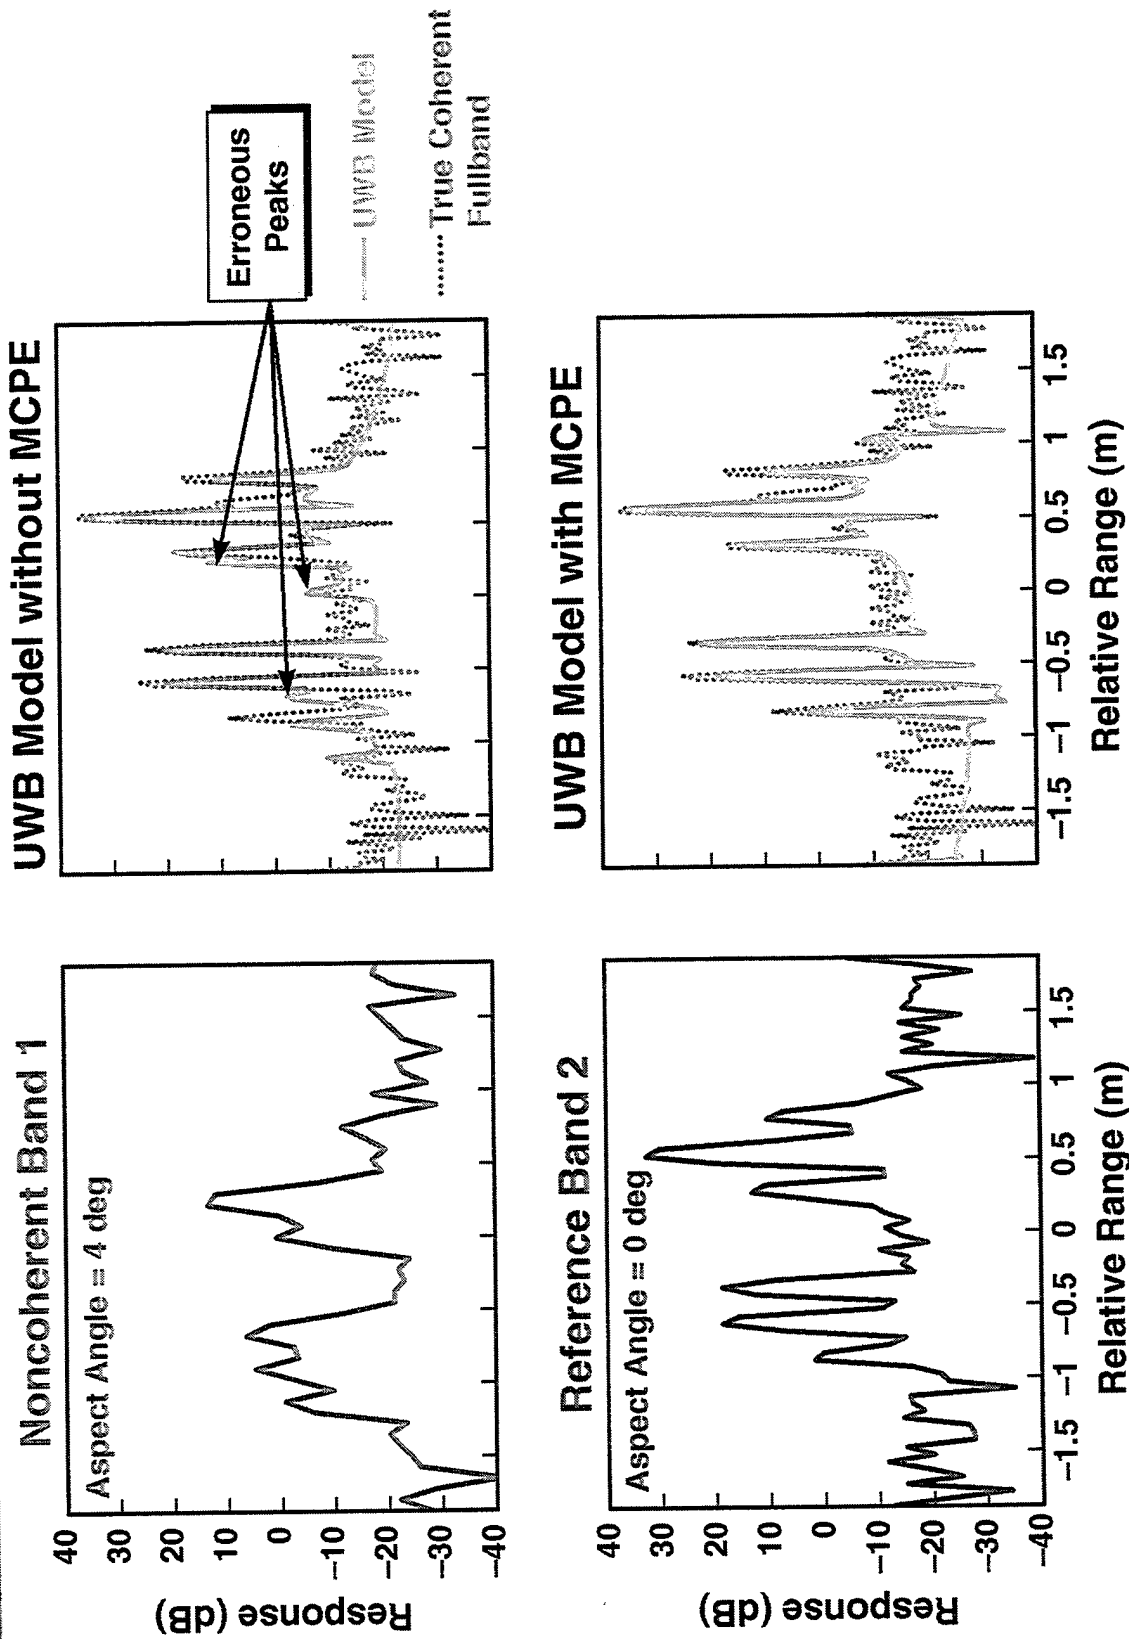 Noncoherent Band 1
Aspect Angle = 4 deg
40
30
20
10
0
−10
−20
−30
−40
Response (dB)
UWB Model without MCPE
Erroneous
Peaks
UWB Model
True Coherent
Fullband
Reference Band 2
Aspect Angle = 0 deg
40
30
20
10
0
−10
−20
−30
−40
Response (dB)
−1.5
−1
−0.5
0
0.5
1
1.5
Relative Range (m)
UWB Model with MCPE
−1.5
−1
−0.5
0
0.5
1
1.5
Relative Range (m)